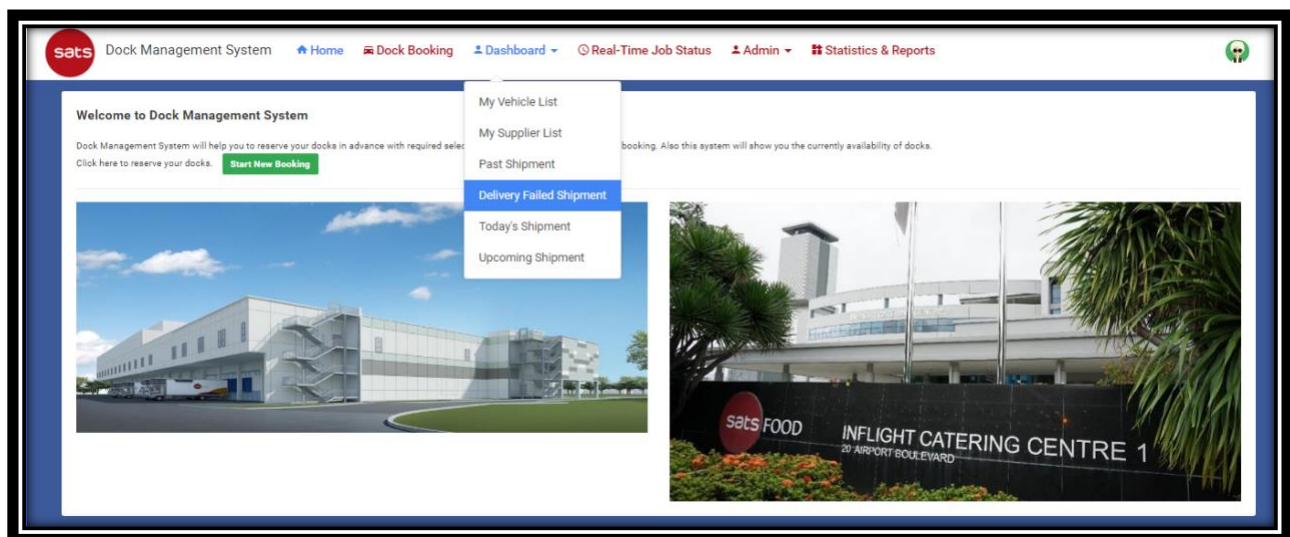 sats Dock Management System Home Dock Booking Dashboard Real-Time Job Status Admin Statistics & Reports
My Vehicle List
My Supplier List
Past Shipment
Delivery Failed Shipment
Today's Shipment
Upcoming Shipment
Welcome to Dock Management System
Dock Management System will help you to reserve your docks in advance with required selec booking. Also this system will show you the currently availability of docks.
Click here to reserve your docks. Start New Booking
sats FOOD INFLIGHT CATERING CENTRE 1
20 AIRPORT BOULEVARD